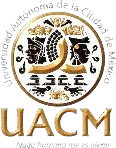 Universidad Autónoma de la Ciudad de México
UACM
Nada humano me es ajeno